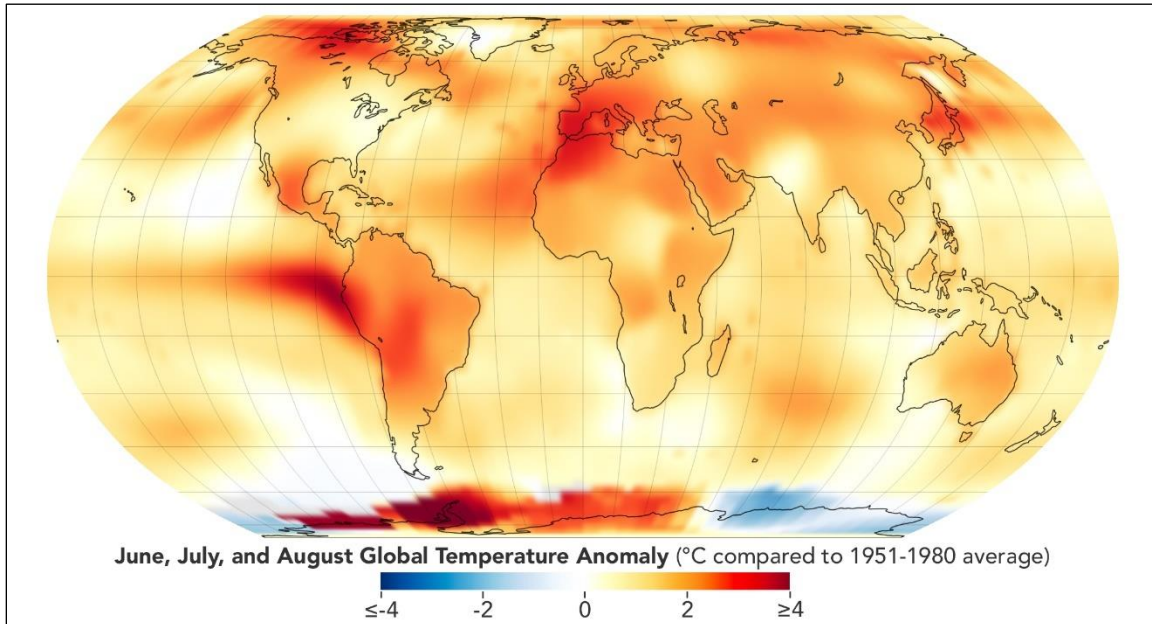 June, July, and August Global Temperature Anomaly (°C compared to 1951-1980 average)
≤-4 -2 0 2 ≥4